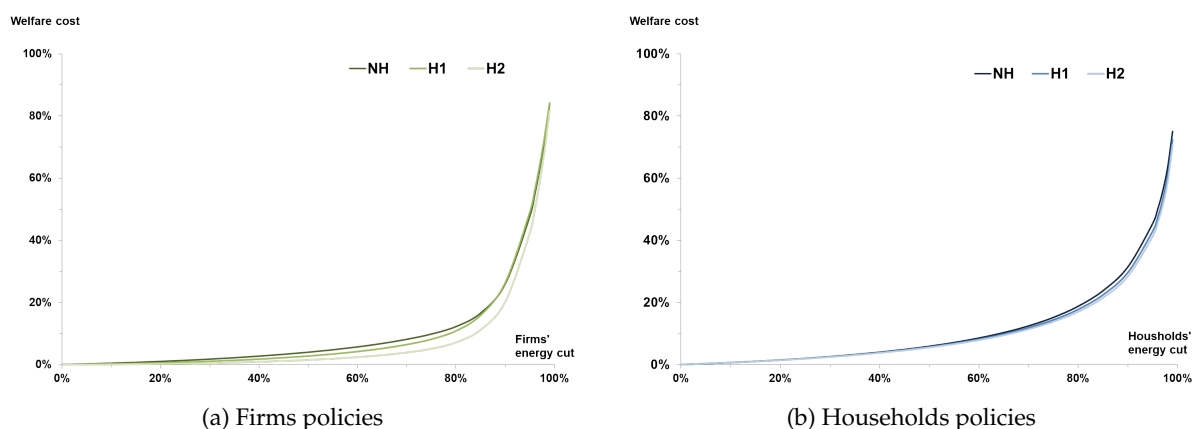 Welfare cost
100%
80%
60%
40%
20%
0%
NH H1 H2
Firms'
energy cut
0% 20% 40% 60% 80% 100%
(a) Firms policies
Welfare cost
100%
80%
60%
40%
20%
0%
NH H1 H2
Housholds'
energy cut
0% 20% 40% 60% 80% 100%
(b) Households policies